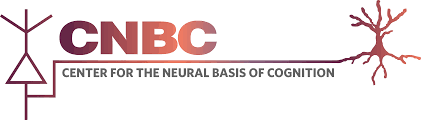 CNBC
CENTER FOR THE NEURAL BASIS OF COGNITION